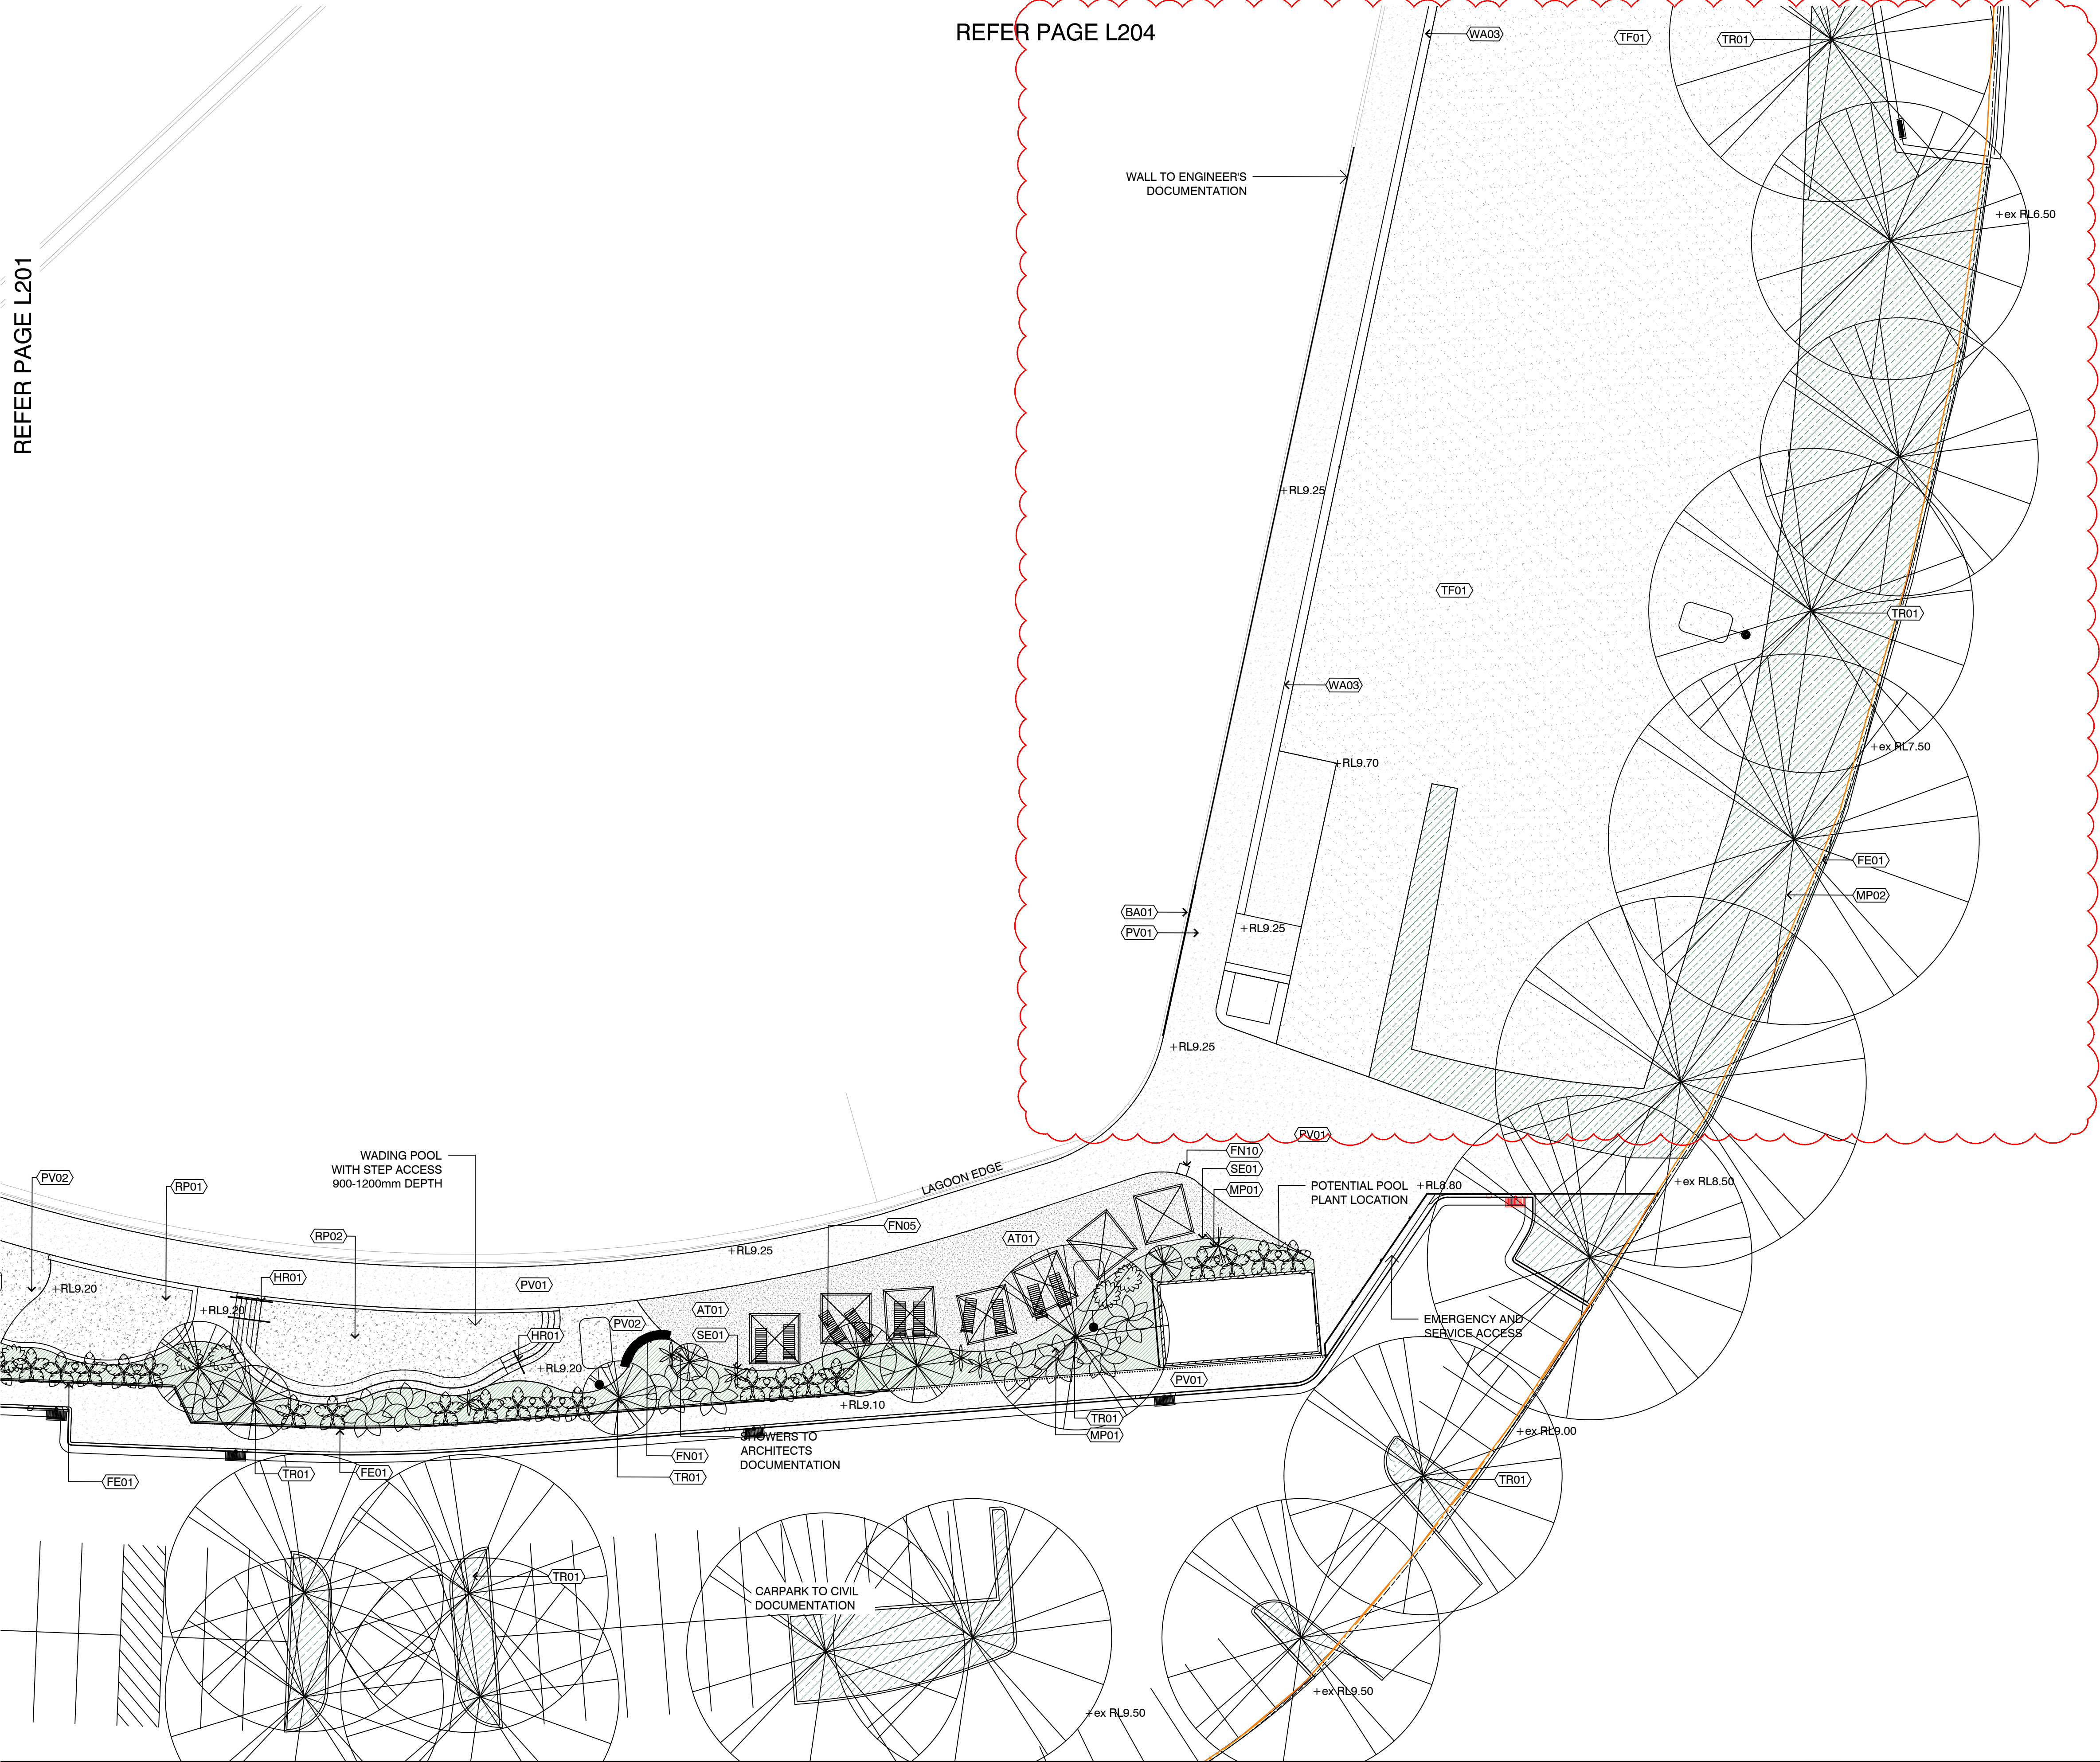 REFER PAGE L204
WA03
TF01
TR01
WALL TO ENGINEER'S
DOCUMENTATION
+ex RL6.50
REFER PAGE L201
+RL9.25
TF01
TR01
WA03
+ex RL7.50
+RL9.70
FE01
MP02
BA01
PV01
+RL9.25
+RL9.25
PV01
FN10
SE01
MP01
LAGOON EDGE
WADING POOL
WITH STEP ACCESS
900-1200mm DEPTH
PV02
RP01
POTENTIAL POOL
PLANT LOCATION
+RL8.80
+ex RL8.50
FN05
RP02
AT01
+RL9.25
HR01
PV01
+RL9.20
+RL9.20
AT01
PV02
SE01
HR01
EMERGENCY AND
SERVICE ACCESS
+RL9.20
PV01
+RL9.10
TR01
MP01
+ex RL9.00
SHOWERS TO
ARCHITECTS
DOCUMENTATION
FN01
TR01
FE01
TR01
FE01
TR01
TR01
CARPARK TO CIVIL
DOCUMENTATION
+ex RL9.50
+ex RL9.50